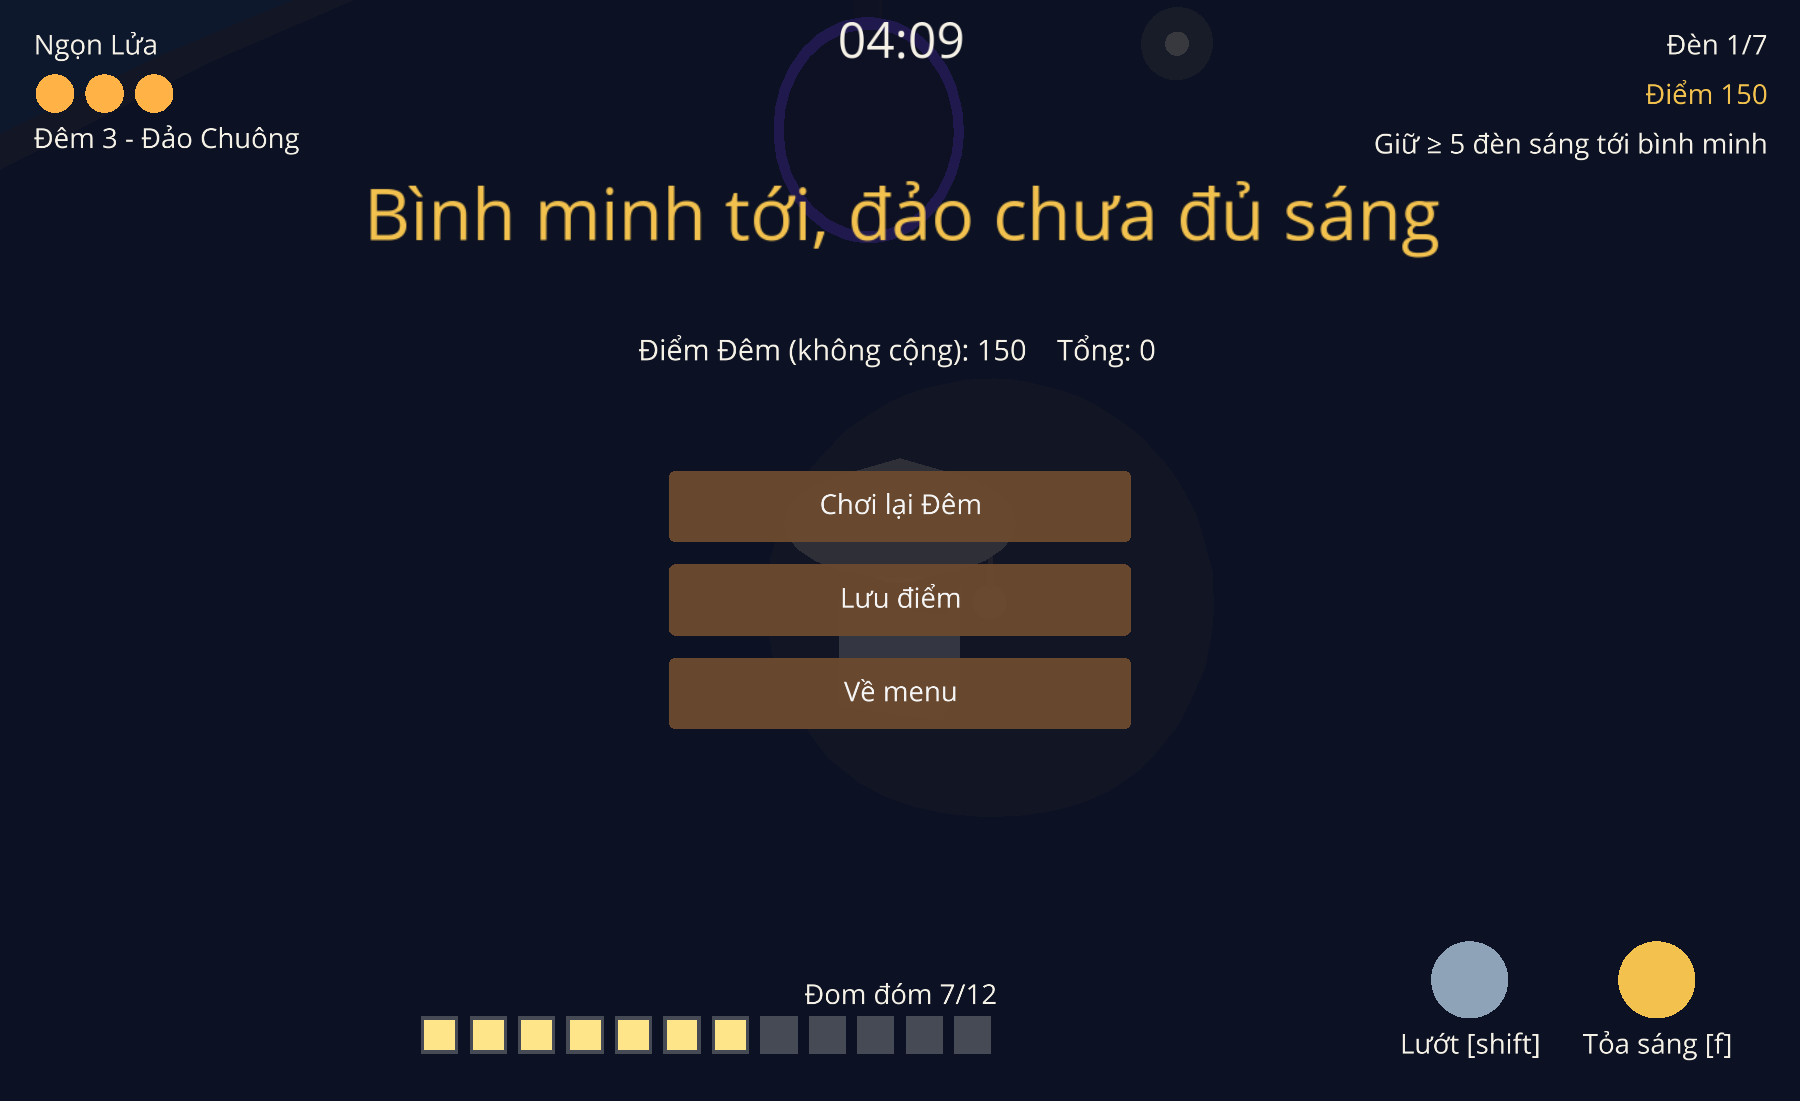 Ngọn Lửa
04:09
Đèn 1/7
Điểm 150
Đêm 3 - Đảo Chuông
Giữ ≥ 5 đèn sáng tới bình minh
Bình minh tới, đảo chưa đủ sáng
Điểm Đêm (không cộng): 150 Tổng: 0
Chơi lại Đêm
Lưu điểm
Về menu
Đom đóm 7/12
Lướt [shift]
Tỏa sáng [f]